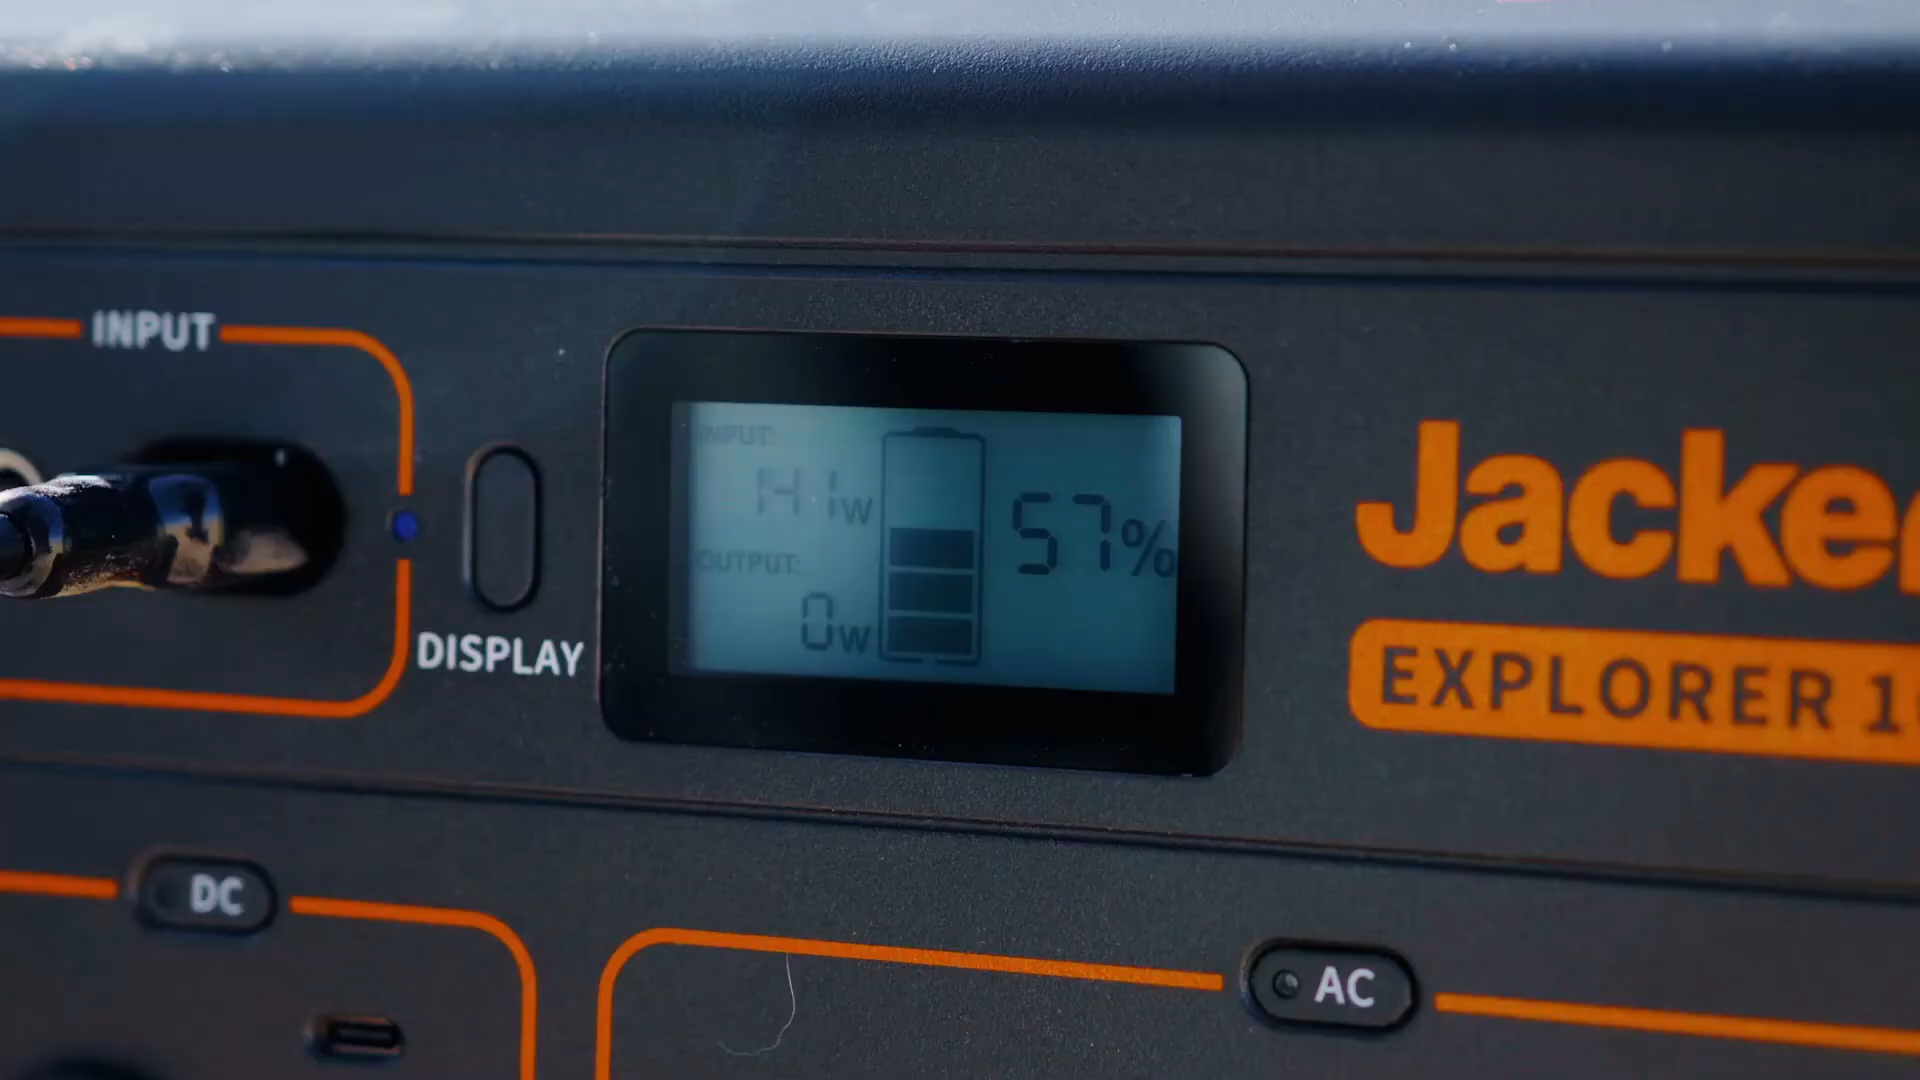 INPUT
INPUT:
141w
OUTPUT:
0w
57%
DISPLAY
Jacke
EXPLORER 1
DC
AC